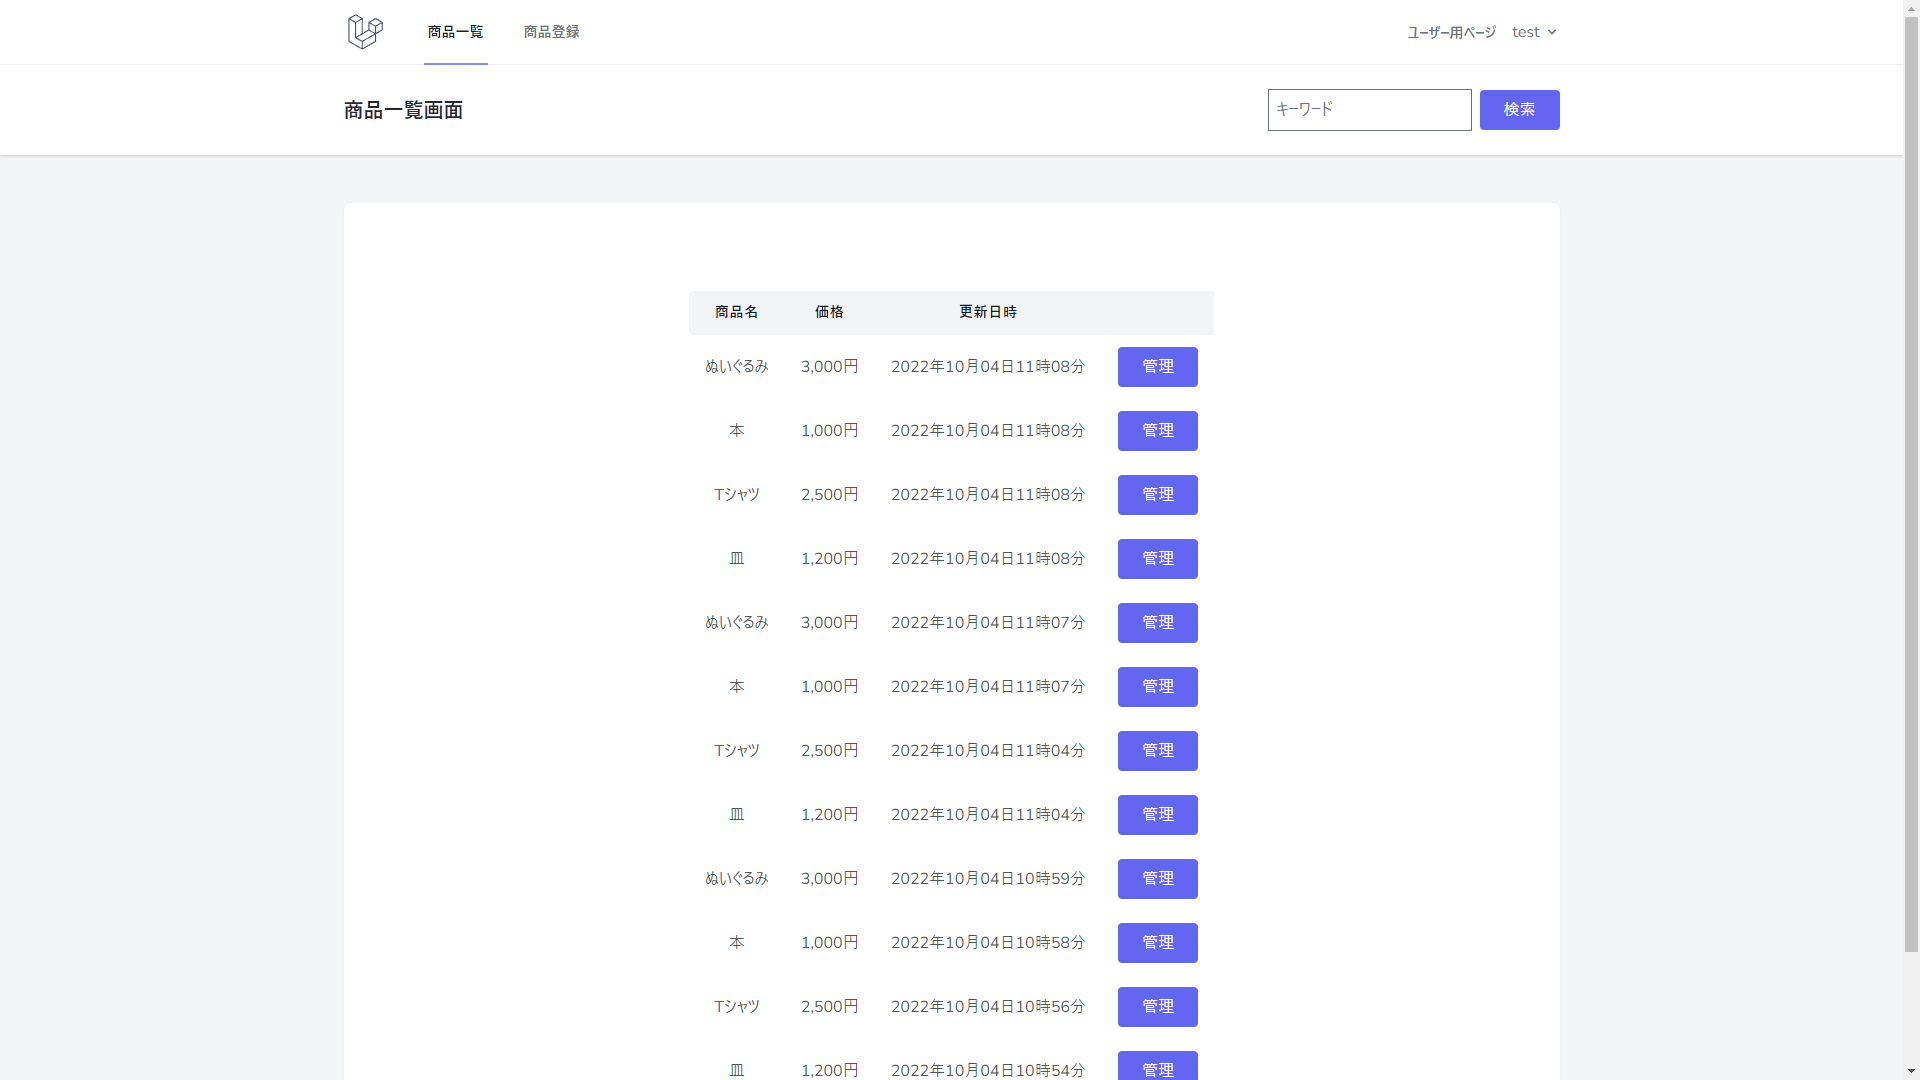 商品一覧 商品登録 ユーザー用ページ test
商品一覧画面 キーワード 検索
商品名 価格 更新日時
ぬいぐるみ 3,000円 2022年10月04日11時08分 管理
本 1,000円 2022年10月04日11時08分 管理
Tシャツ 2,500円 2022年10月04日11時08分 管理
皿 1,200円 2022年10月04日11時08分 管理
ぬいぐるみ 3,000円 2022年10月04日11時07分 管理
本 1,000円 2022年10月04日11時07分 管理
Tシャツ 2,500円 2022年10月04日11時04分 管理
皿 1,200円 2022年10月04日11時04分 管理
ぬいぐるみ 3,000円 2022年10月04日10時59分 管理
本 1,000円 2022年10月04日10時58分 管理
Tシャツ 2,500円 2022年10月04日10時56分 管理
皿 1,200円 2022年10月04日10時54分 管理